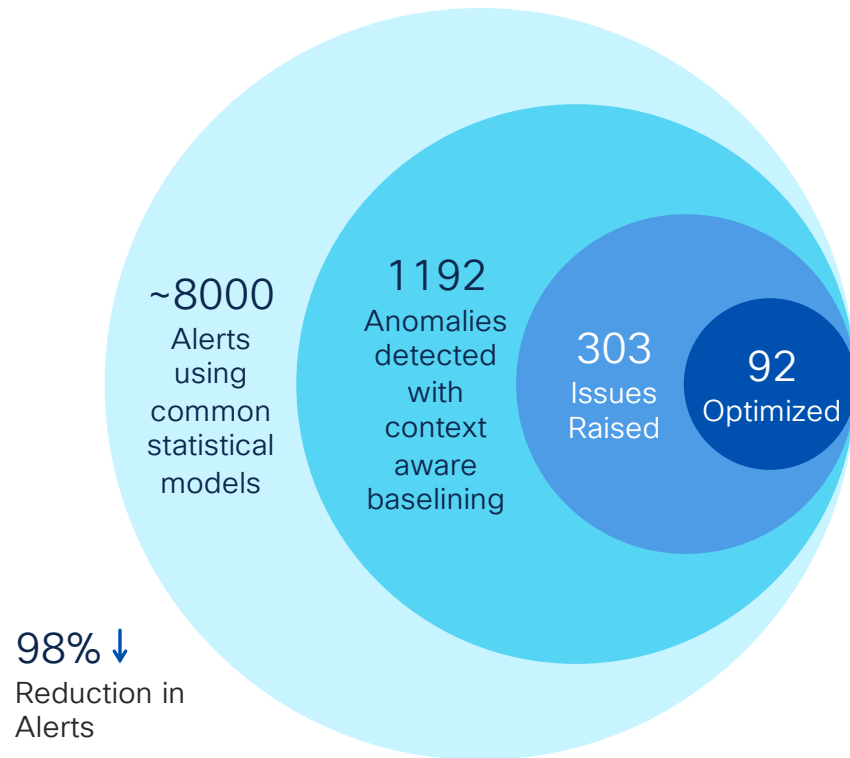 ~8000
Alerts
using
common
statistical
models
1192
Anomalies
detected
with
context
aware
baselining
303
Issues
Raised
92
Optimized
98%
Reduction in
Alerts